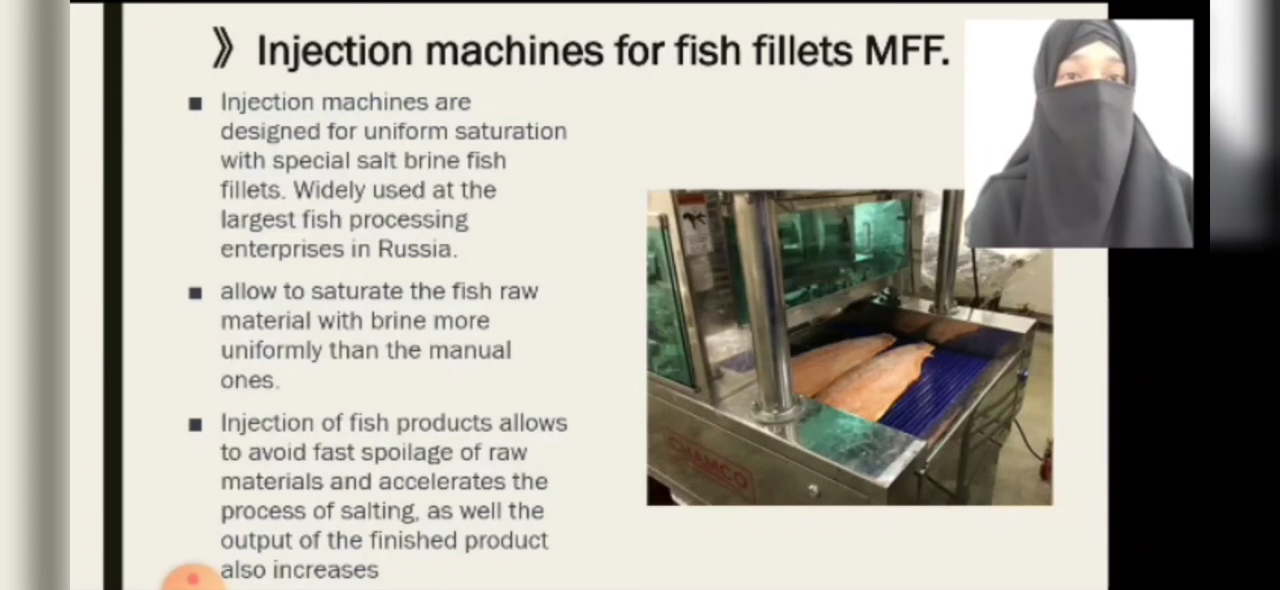 》 Injection machines for fish fillets MFF.
■ Injection machines are
designed for uniform saturation
with special salt brine fish
fillets. Widely used at the
largest fish processing
enterprises in Russia.
■ allow to saturate the fish raw
material with brine more
uniformly than the manual
ones.
■ Injection of fish products allows
to avoid fast spoilage of raw
materials and accelerates the
process of salting, as well the
output of the finished product
also increases
CHAMCO